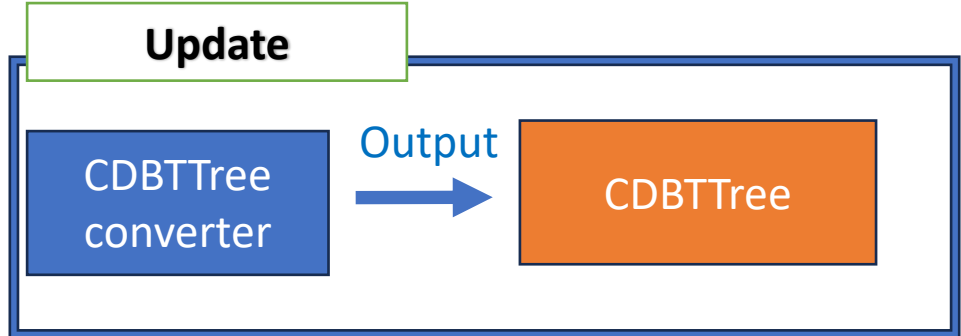 Update
CDBTTree
converter
Output
CDBTTree